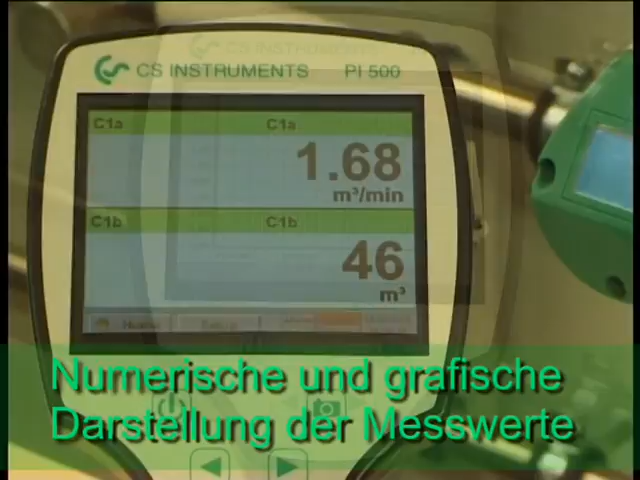 CS INSTRUMENTS PI 500
C1a C1a
1.68
m³/min
C1b C1b
46
m³
Home
Numerische und grafische
Darstellung der Messwerte